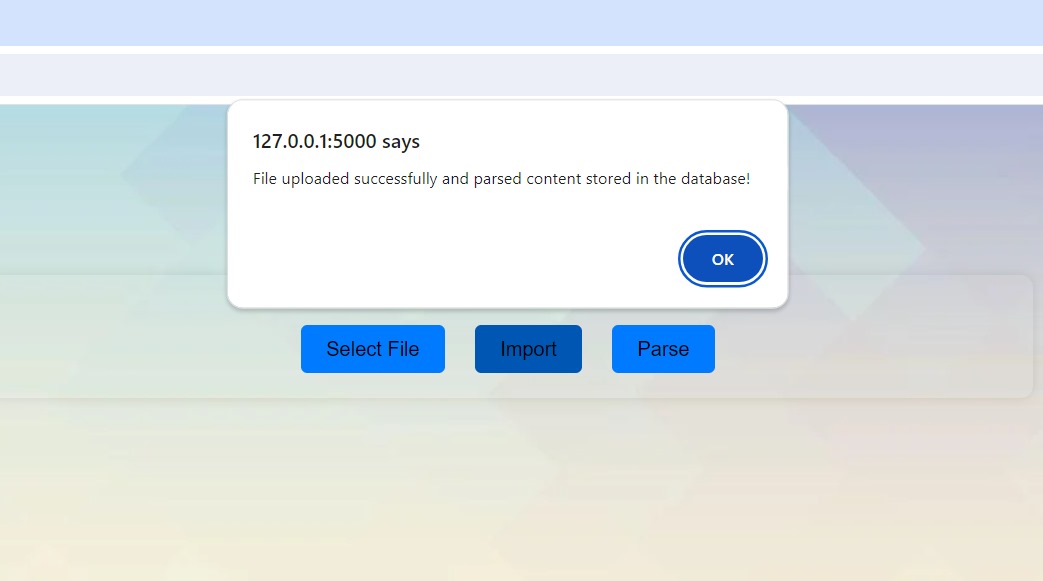 127.0.0.1:5000 says
File uploaded successfully and parsed content stored in the database!
OK
Select File
Import
Parse